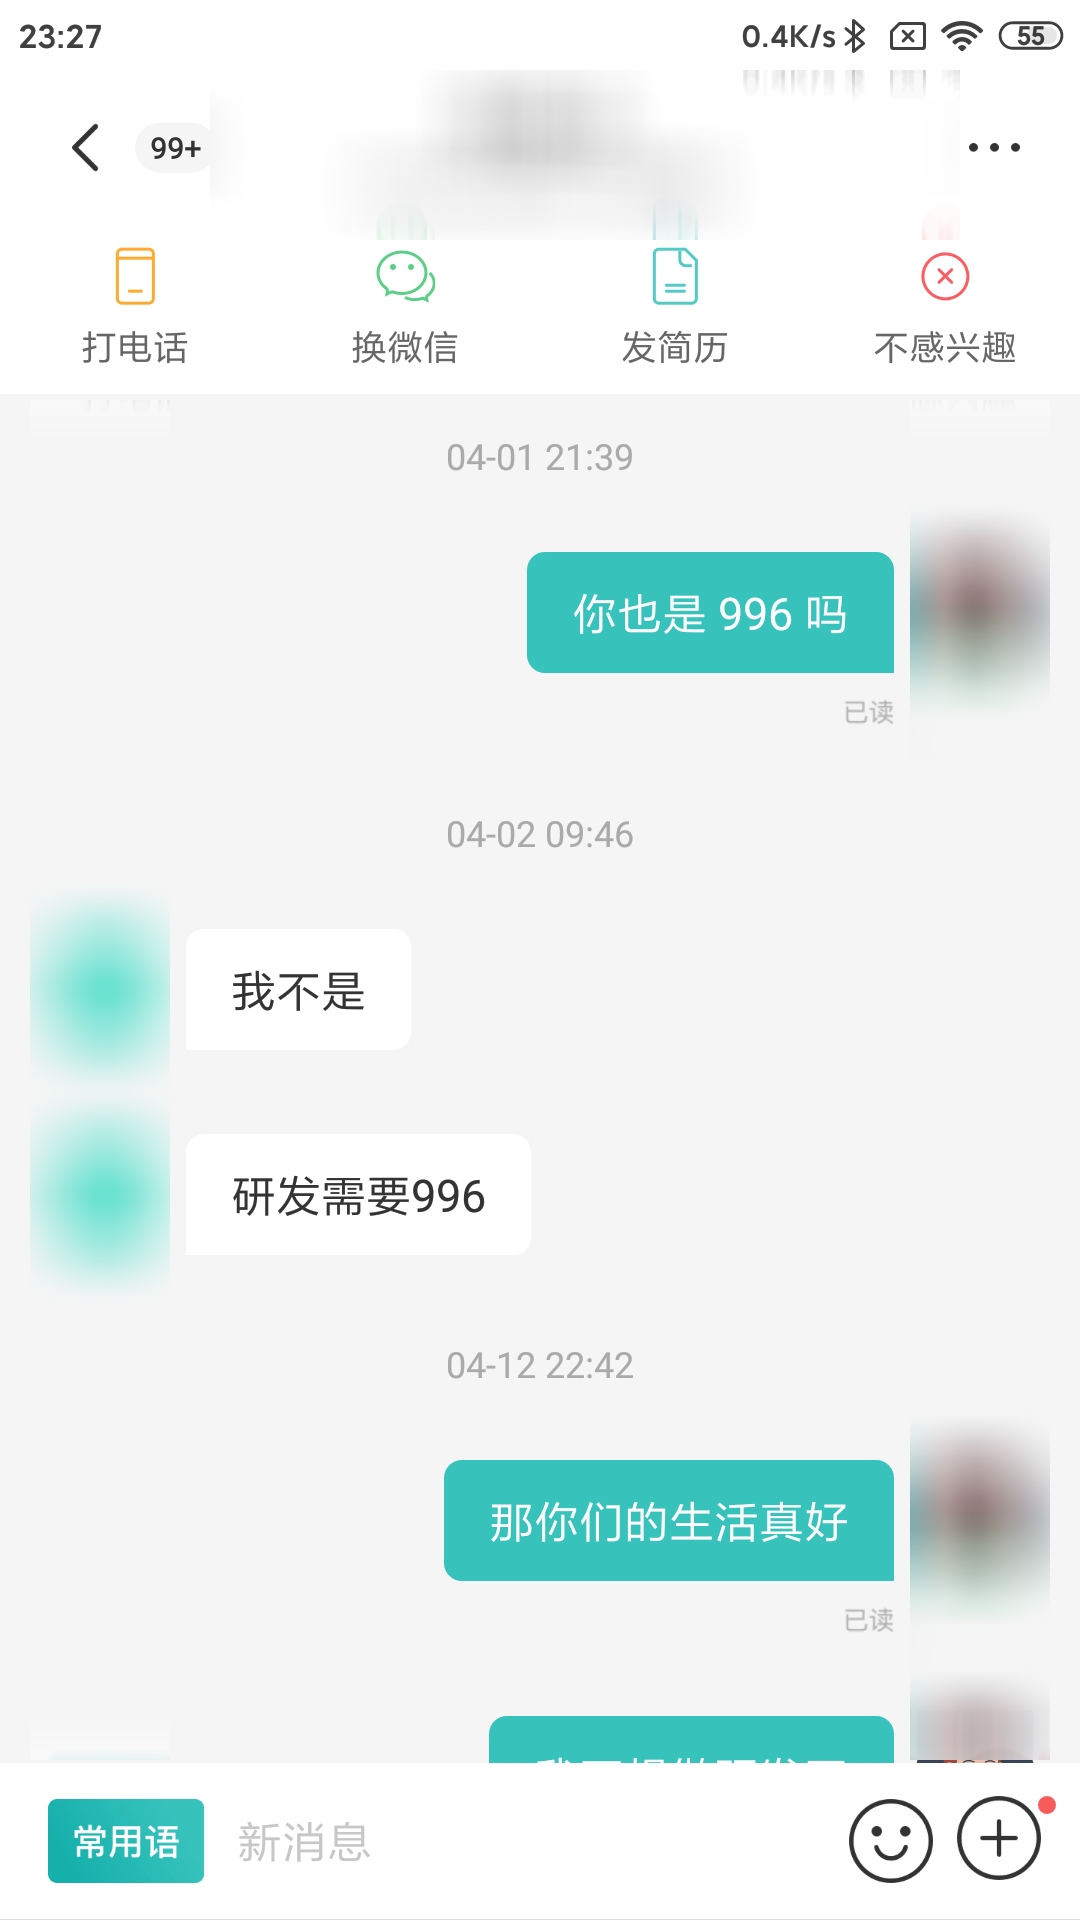 23:27
0.4K/s
55
99+
打电话
换微信
发简历
不感兴趣
04-01 21:39
你也是 996 吗
已读
04-02 09:46
我不是
研发需要996
04-12 22:42
那你们的生活真好
已读
常用语
新消息